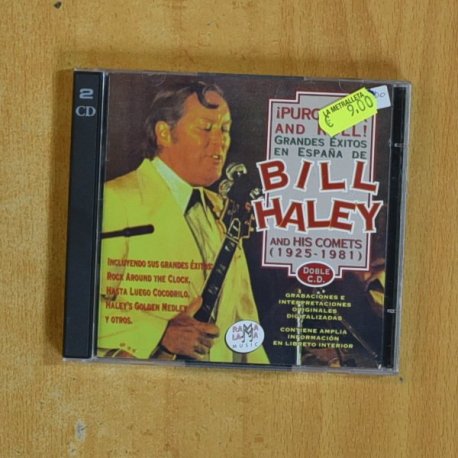 2
CD
LA METRALLETA
€ 9,00
AND
GRANDES ÉXITOS
EN ESPAÑA DE
BILL
HALEY
AND HIS COMETS
(1925-1981)
DOBLE
C.D.
INCLUYENDO SUS GRANDES ÉXITOS:
ROCK AROUND THE CLOCK,
HASTA LUEGO COCODRILO,
HALEY'S GOLDEN MEDLEY
Y OTROS.
GRABACIONES E
INTERPRETACIONES
ORIGINALES
DIGITALIZADAS
CONTIENE AMPLIA
INFORMACIÓN
EN LIBRETO INTERIOR
RAMA
LAMA
MUSIC